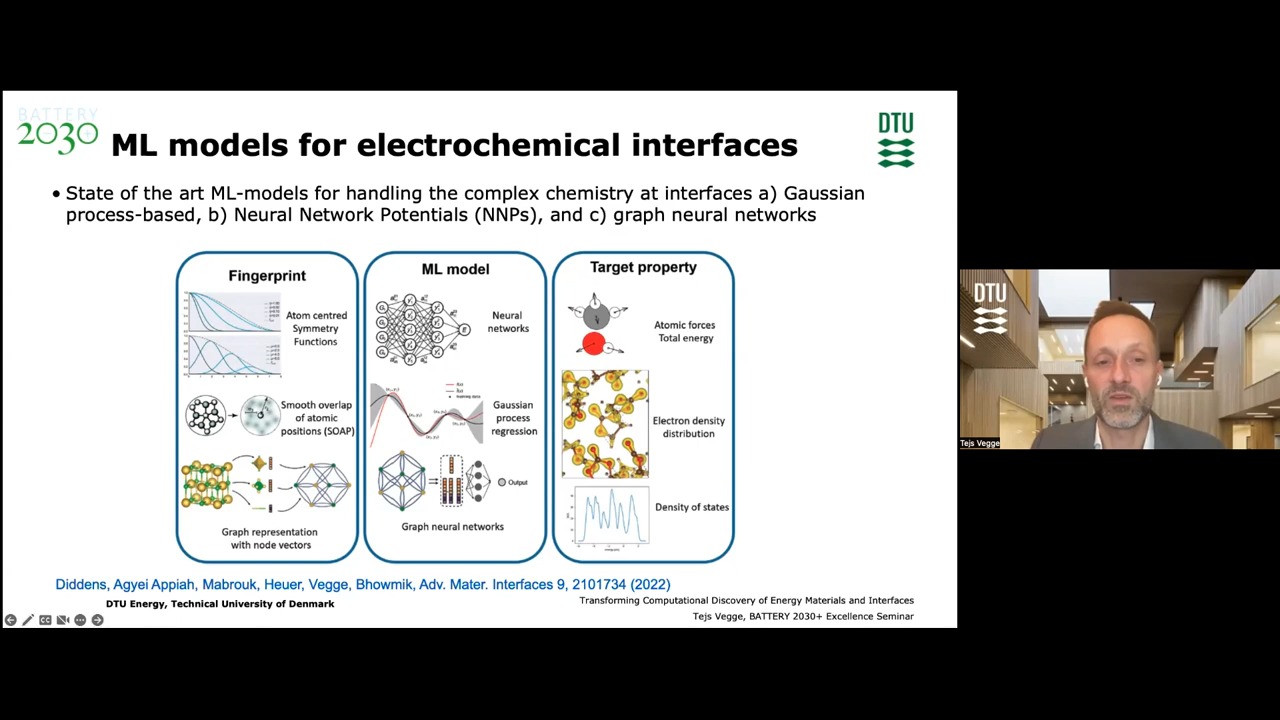 BATTERY
2030+
ML models for electrochemical interfaces
DTU
• State of the art ML-models for handling the complex chemistry at interfaces a) Gaussian
process-based, b) Neural Network Potentials (NNPs), and c) graph neural networks
Fingerprint
Atom centred
Symmetry
Functions
Smooth overlap
of atomic
positions (SOAP)
Graph representation
with node vectors
ML model
Neural
networks
Gaussian
process
regression
Output
Graph neural networks
Target property
Atomic forces
Total energy
Electron density
distribution
Density of states
Diddens, Agyei Appiah, Mabrouk, Heuer, Vegge, Bhowmik, Adv. Mater. Interfaces 9, 2101734 (2022)
DTU Energy, Technical University of Denmark
Transforming Computational Discovery of Energy Materials and Interfaces
Tejs Vegge, BATTERY 2030+ Excellence Seminar
CC
DTU
Tejs Vegge